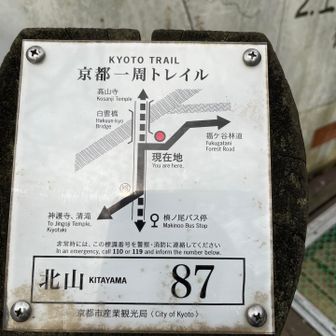 KYOTO TRAIL
京都一周トレイル
高山寺
Kosanji Temple
白雲橋
Hakuun-kyo
Bridge
福ケ谷林道
Fukugatani
Forest Road
現在地
You are here.
神護寺、清滝
To Jingoji Temple,
Kiyotaki
槙ノ尾バス停
Makinoo Bus Stop
非常時には、この標識番号を警察・消防に連絡してください
In an emergency, call 110 or 119 and inform the number below.
北山 KITAYAMA 87
京都市産業観光局 (City of Kyoto)